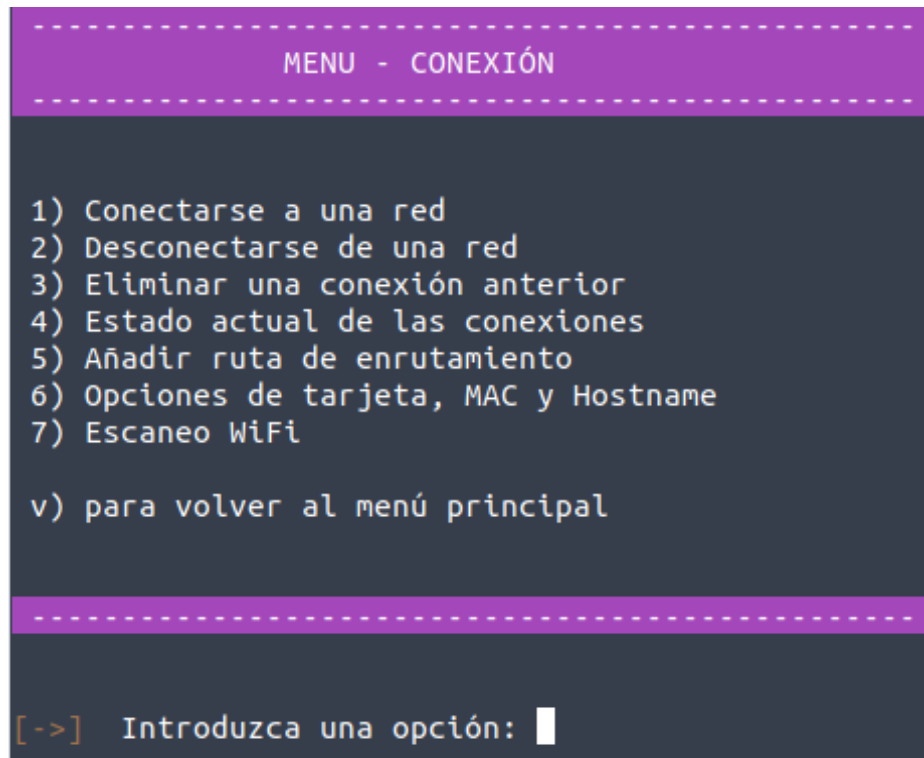 - - - - - - - - - - - - - - - - - - - - - - - - - - - - - - - - - - - - - - - - - - - - - - - - -
MENU - CONEXIÓN
- - - - - - - - - - - - - - - - - - - - - - - - - - - - - - - - - - - - - - - - - - - - - - - - -
1) Conectarse a una red
2) Desconectarse de una red
3) Eliminar una conexión anterior
4) Estado actual de las conexiones
5) Añadir ruta de enrutamiento
6) Opciones de tarjeta, MAC y Hostname
7) Escaneo WiFi
v) para volver al menú principal
- - - - - - - - - - - - - - - - - - - - - - - - - - - - - - - - - - - - - - - - - - - - - - - - -
[->] Introduzca una opción: